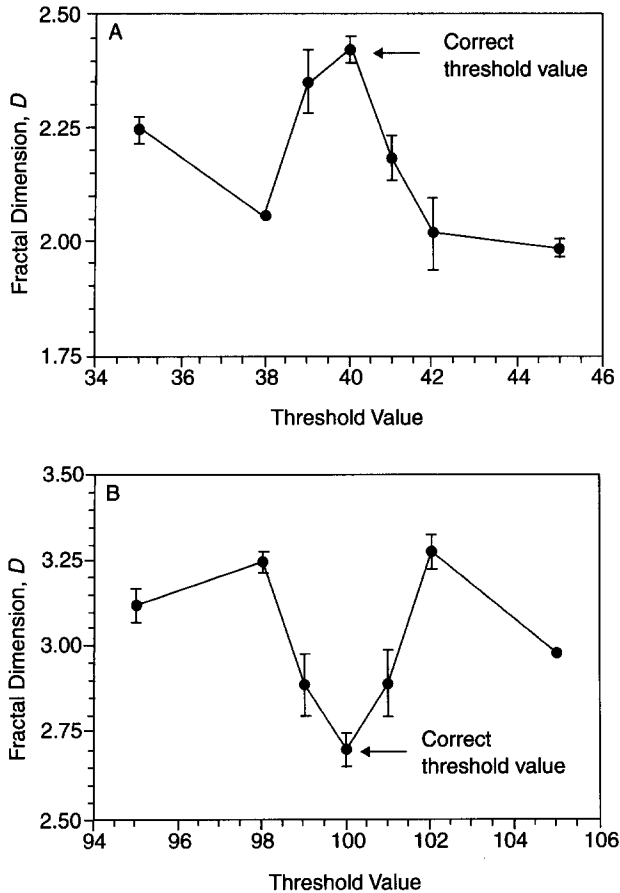 A
2.50
Correct
threshold value
2.25
Fractal Dimension, D
2.00
1.75
34 36 38 40 42 44 46
Threshold Value
B
3.50
3.25
Fractal Dimension, D
3.00
2.75
Correct
threshold value
2.50
94 96 98 100 102 104 106
Threshold Value